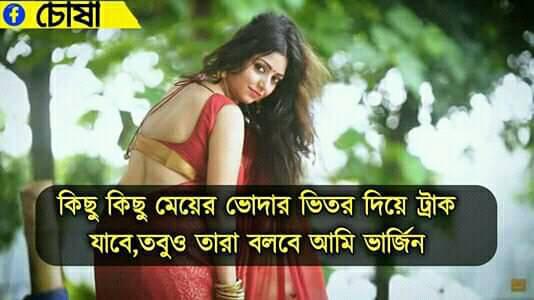 চোষা
কিছু কিছু মেয়ের ভোদার ভিতর দিয়ে ট্রাক
যাবে,তবুও তারা বলবে আমি ভার্জিন